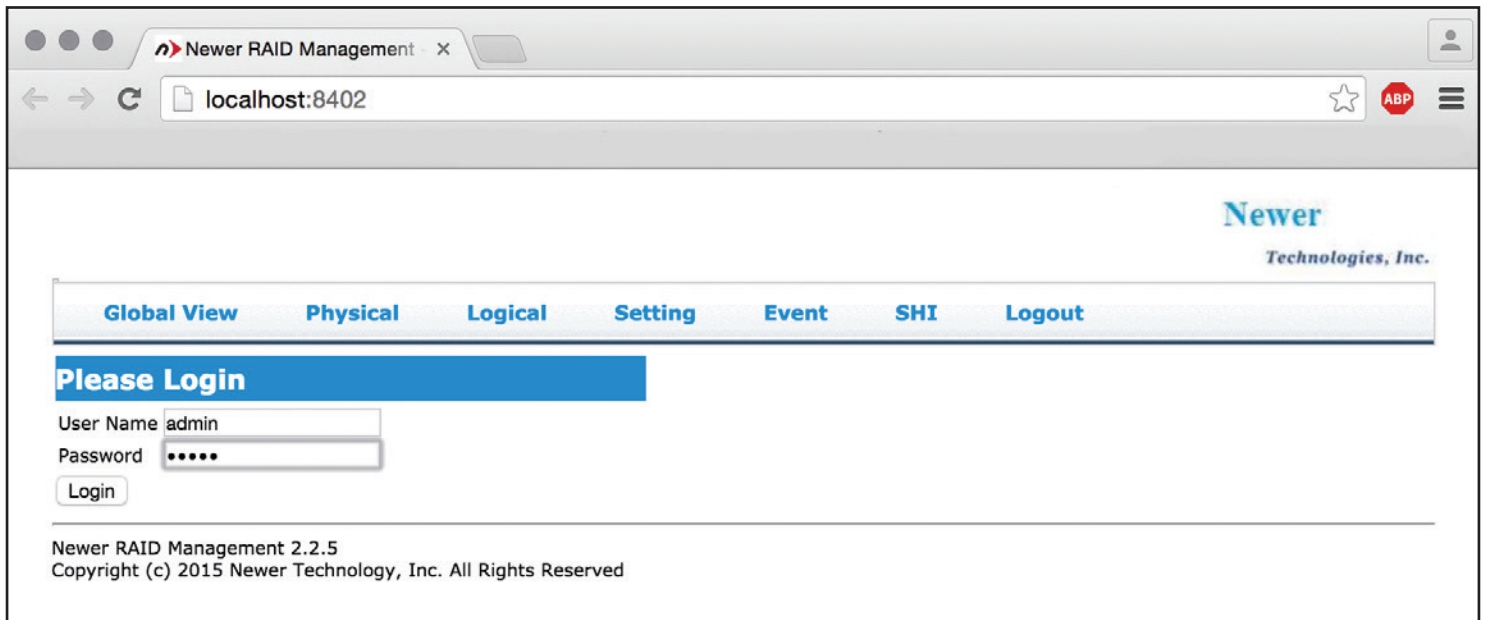 Newer RAID Management -
localhost:8402
ABP
Newer
Technologies, Inc.
Global View Physical Logical Setting Event SHI Logout
Please Login
User Name admin
Password •••••
Login
Newer RAID Management 2.2.5
Copyright (c) 2015 Newer Technology, Inc. All Rights Reserved